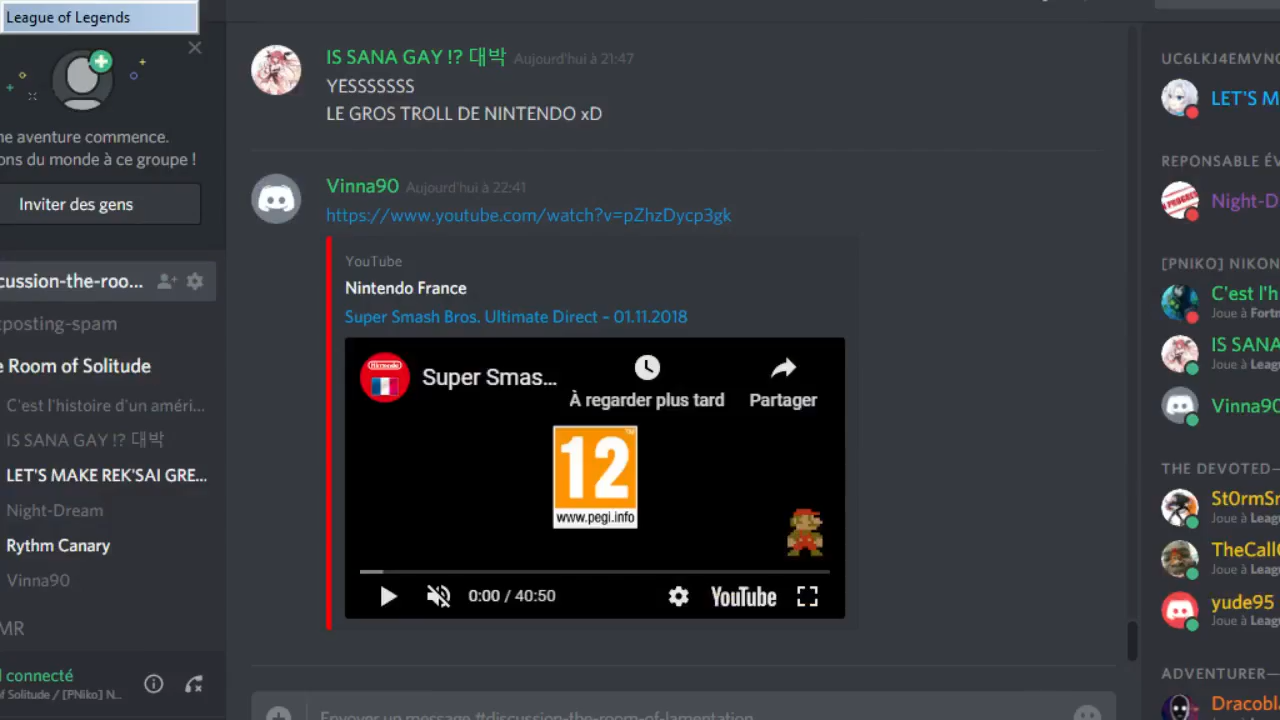 League of Legends
ne aventure commence.
ons du monde à ce groupe !
Inviter des gens
cussion-the-roo...
posting-spam
e Room of Solitude
C'est l'histoire d'un améri...
IS SANA GAY !? 대박
LET'S MAKE REK'SAI GRE...
Night-Dream
Rythm Canary
Vinna90
MR
l connecté
of Solitude / [PNiko] N...
IS SANA GAY !? 대박 Aujourd'hui à 21:47
YESSSSSSS
LE GROS TROLL DE NINTENDO xD
Vinna90 Aujourd'hui à 22:41
https://www.youtube.com/watch?v=pZhzDycp3gk
YouTube
Nintendo France
Super Smash Bros. Ultimate Direct – 01.11.2018
Nintendo
Super Smas...
À regarder plus tard
Partager
12
www.pegi.info
0:00 / 40:50
YouTube
Envoyer un message #discussion-the-room-of-lamentation
UC6LKJ4EMVNC
LET'S M
REPONSABLE ÉV
Night-D
[PNIKO] NIKON
C'est l'h
Joue à Fortn
IS SANA
Joue à Leag
Vinna90
THE DEVOTED—
St0rmSr
Joue à Leag
TheCall
Joue à Leag
yude95
Joue à Leag
ADVENTURER—
Dracobl